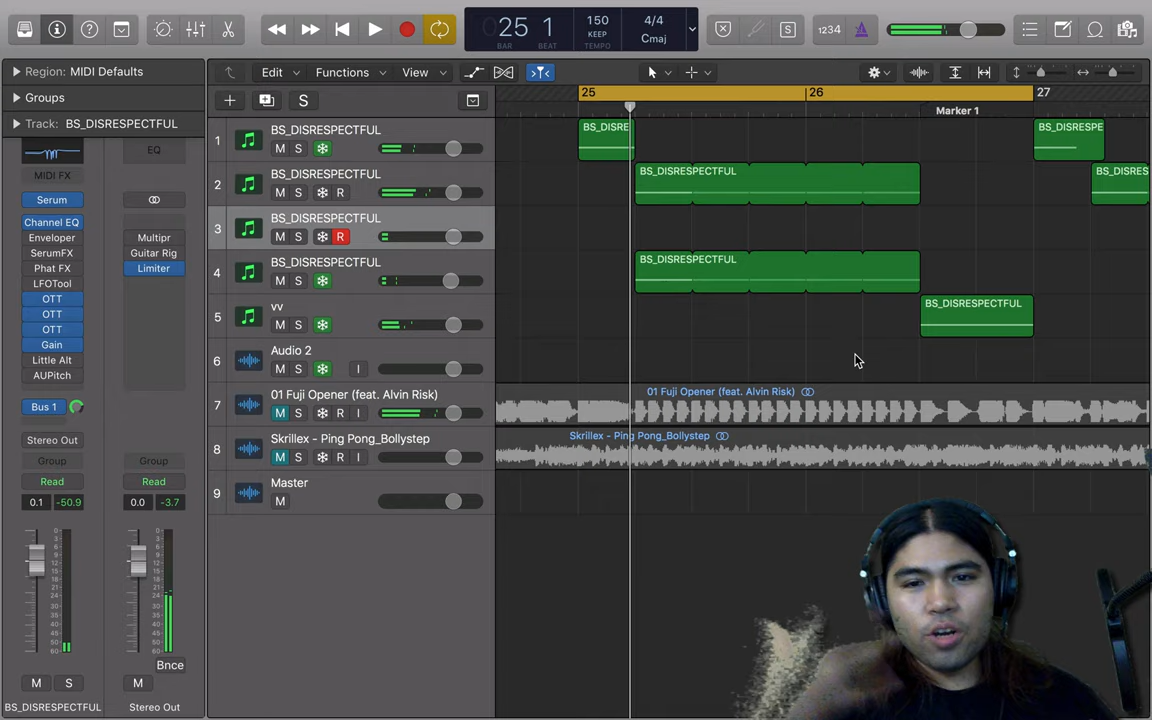 025 1
BAR BEAT
150
KEEP
TEMPO
4/4
Cmaj
S
1234
Region: MIDI Defaults
Groups
Track: BS_DISRESPECTFUL
Edit
Functions
View
S
25
26
27
Marker 1
MIDI FX
Serum
Channel EQ
Enveloper
SerumFX
Phat FX
LFOTool
OTT
OTT
OTT
Gain
Little Alt
AUPitch
Bus 1
Stereo Out
Group
Read
0.1 -50.9
M S
BS_DISRESPECTFUL
EQ
Multipr
Guitar Rig
Limiter
Group
Read
0.0 -3.7
Bnce
M
Stereo Out
1 BS_DISRESPECTFUL
M S
2 BS_DISRESPECTFUL
M S R
3 BS_DISRESPECTFUL
M S R
4 BS_DISRESPECTFUL
M S
5 vv
M S
6 Audio 2
M S I
7 01 Fuji Opener (feat. Alvin Risk)
M S R I
8 Skrillex - Ping Pong_Bollystep
M S R I
9 Master
M
BS_DISRE
BS_DISRESPE
BS_DISRESPECTFUL
BS_DISRES
BS_DISRESPECTFUL
BS_DISRESPECTFUL
01 Fuji Opener (feat. Alvin Risk)
Skrillex - Ping Pong_Bollystep